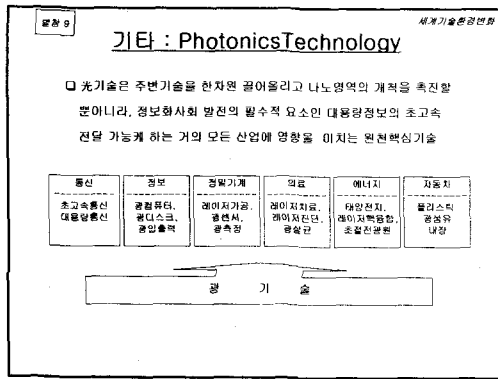 별첨 9
세계기술환경변화
기타 : PhotonicsTechnology
□ 光기술은 주변기술을 한차원 끌어올리고 나노영역의 개척을 촉진할
뿐아니라, 정보화사회 발전의 필수적 요소인 대용량정보의 초고속
전달 가능케 하는 거의 모든 산업에 영향을 미치는 원천핵심기술
통신
초고속통신
대용량통신
정보
광컴퓨터,
광디스크,
광입출력
정밀기계
레이저가공,
광센서,
광측정
의료
레이저치료,
레이저진단,
광살균
에너지
태양전지,
레이저핵융합,
초절전광원
자동차
플라스틱
광섬유
내장
광 기 술